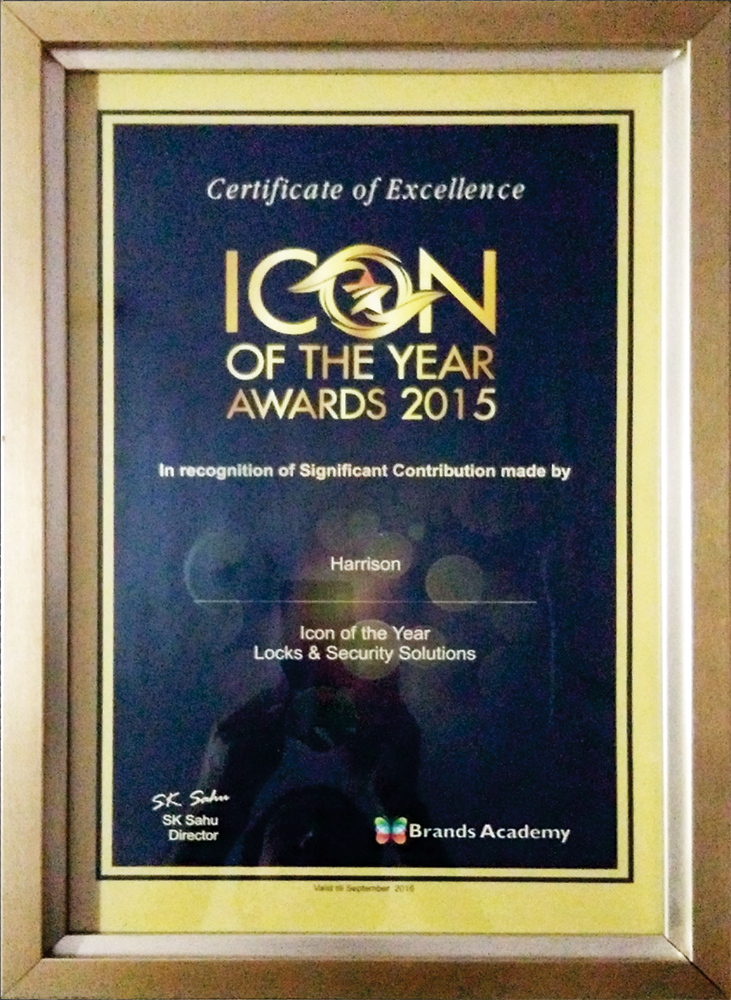 Certificate of Excellence
ICON
OF THE YEAR
AWARDS 2015
In recognition of Significant Contribution made by
Harrison
Icon of the Year
Locks & Security Solutions
SK Sahu
SK Sahu
Director
Brands Academy
Valid till September